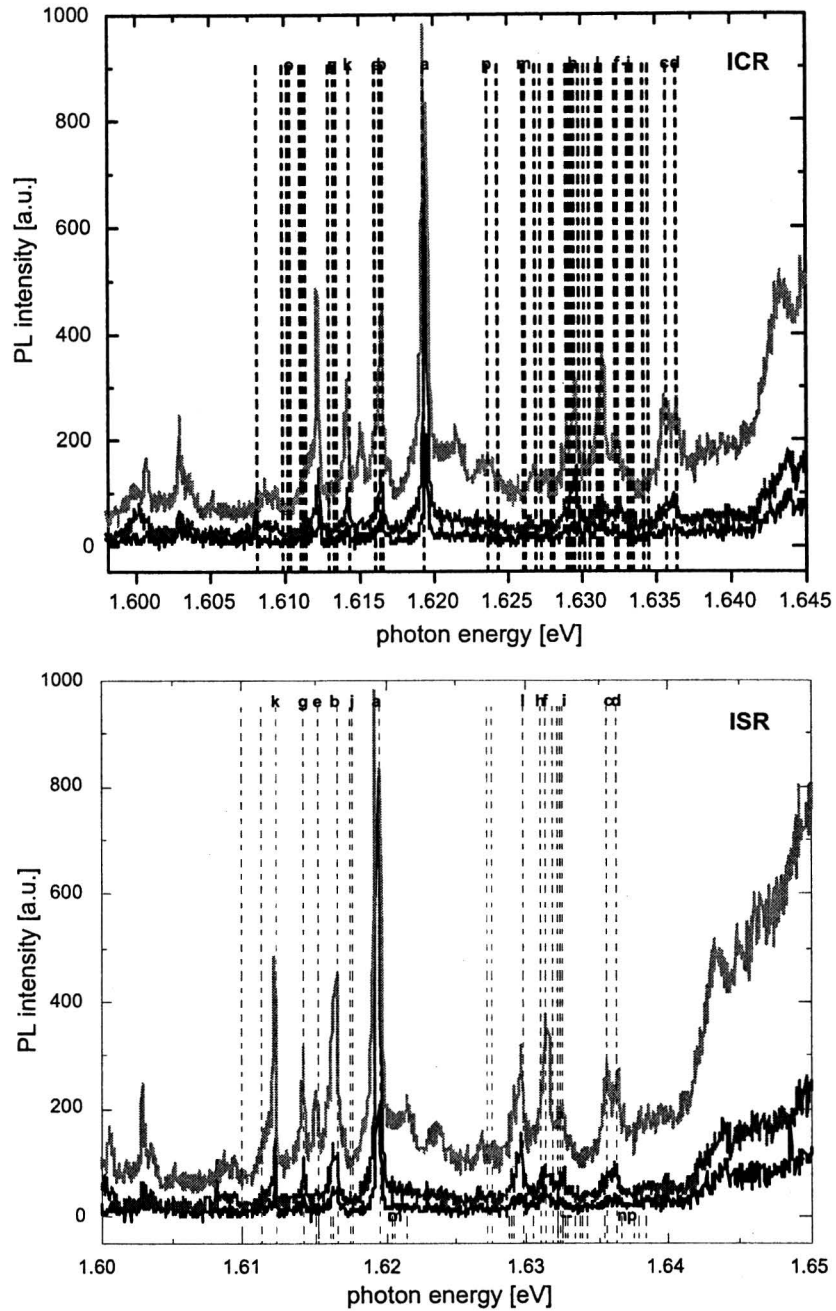 1000
ICR
o g k e b a p m h l f i c d
800
600
400
200
0
PL intensity [a.u.]
1.600 1.605 1.610 1.615 1.620 1.625 1.630 1.635 1.640 1.645
photon energy [eV]
1000
ISR
k g e b j a l h f i c d
800
600
400
200
0
PL intensity [a.u.]
m n p
1.60 1.61 1.62 1.63 1.64 1.65
photon energy [eV]